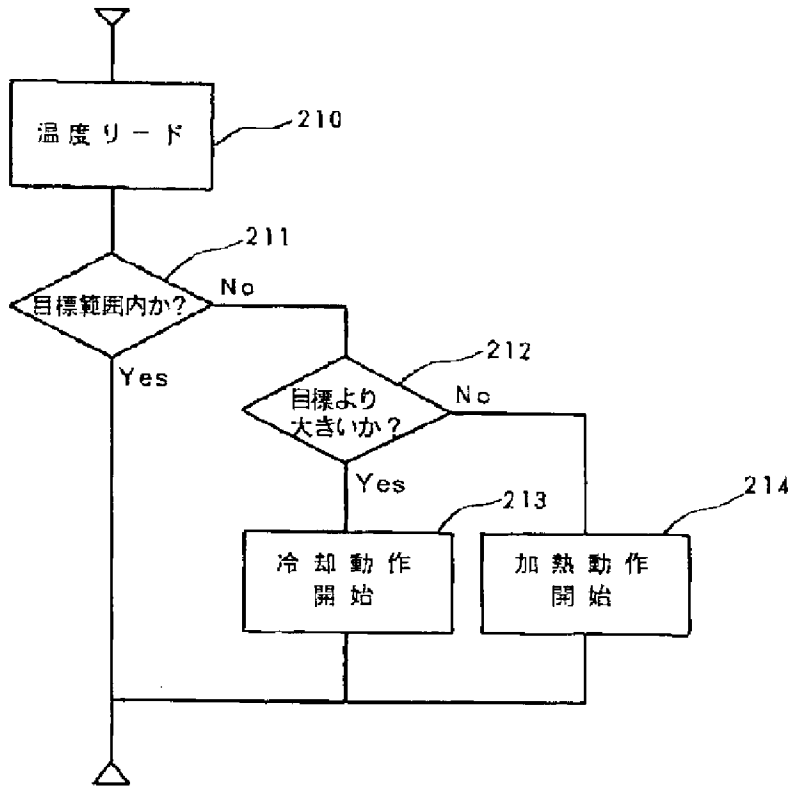 温度リード
210
目標範囲内か?
211
No
Yes
目標より
大きいか?
212
No
Yes
冷却動作
開始
213
加熱動作
開始
214